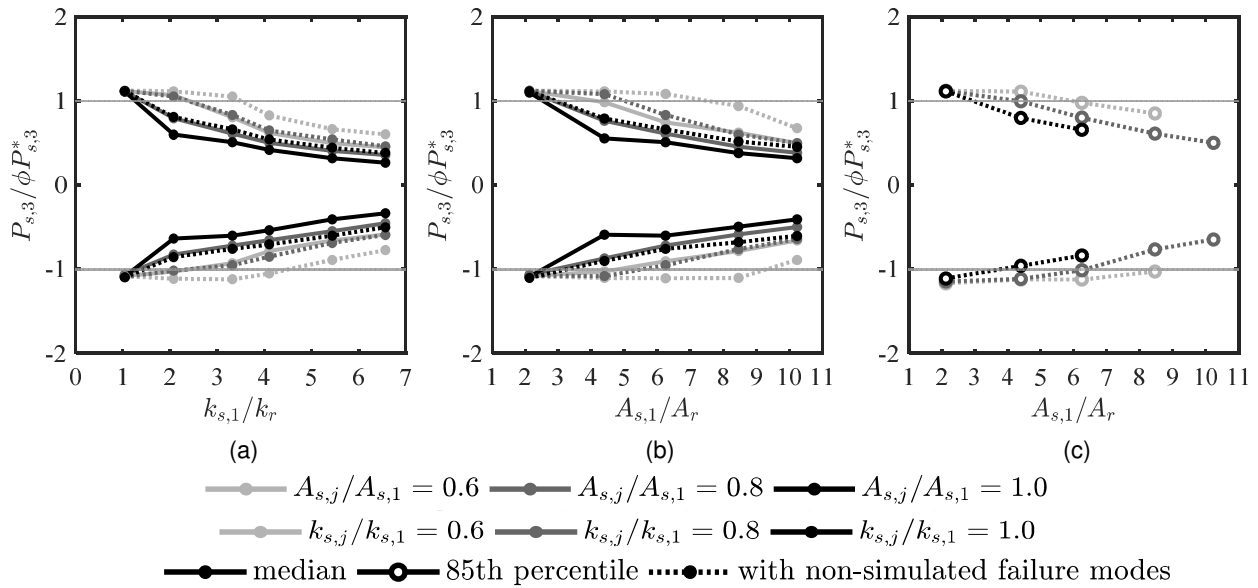 2
1
0
-1
-2
P_{s,3}/ϕP^*_{s,3}
0 1 2 3 4 5 6 7
k_{s,1}/k_r
(a)
2
1
0
-1
-2
P_{s,3}/ϕP^*_{s,3}
1 2 3 4 5 6 7 8 9 10 11
A_{s,1}/A_r
(b)
2
1
0
-1
-2
P_{s,3}/ϕP^*_{s,3}
1 2 3 4 5 6 7 8 9 10 11
A_{s,1}/A_r
(c)
A_{s,j}/A_{s,1} = 0.6 A_{s,j}/A_{s,1} = 0.8 A_{s,j}/A_{s,1} = 1.0
k_{s,j}/k_{s,1} = 0.6 k_{s,j}/k_{s,1} = 0.8 k_{s,j}/k_{s,1} = 1.0
median 85th percentile with non-simulated failure modes